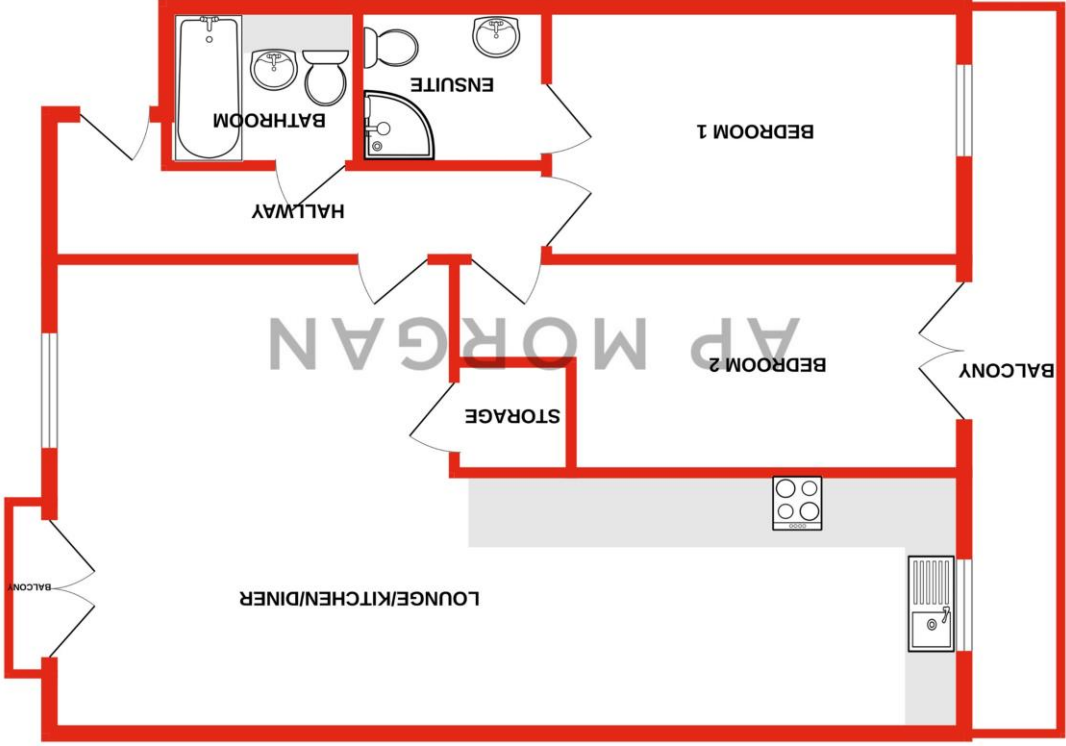 LOUNGE/KITCHEN/DINER
BALCONY
STORAGE
BALCONY
BEDROOM 2
AP MORGAN
HALLWAY
BEDROOM 1
BATHROOM
ENSUITE